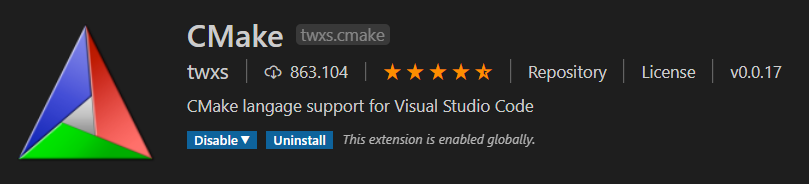 CMake twxs.cmake
twxs 863.104 Repository License v0.0.17
CMake langage support for Visual Studio Code
Disable Uninstall This extension is enabled globally.